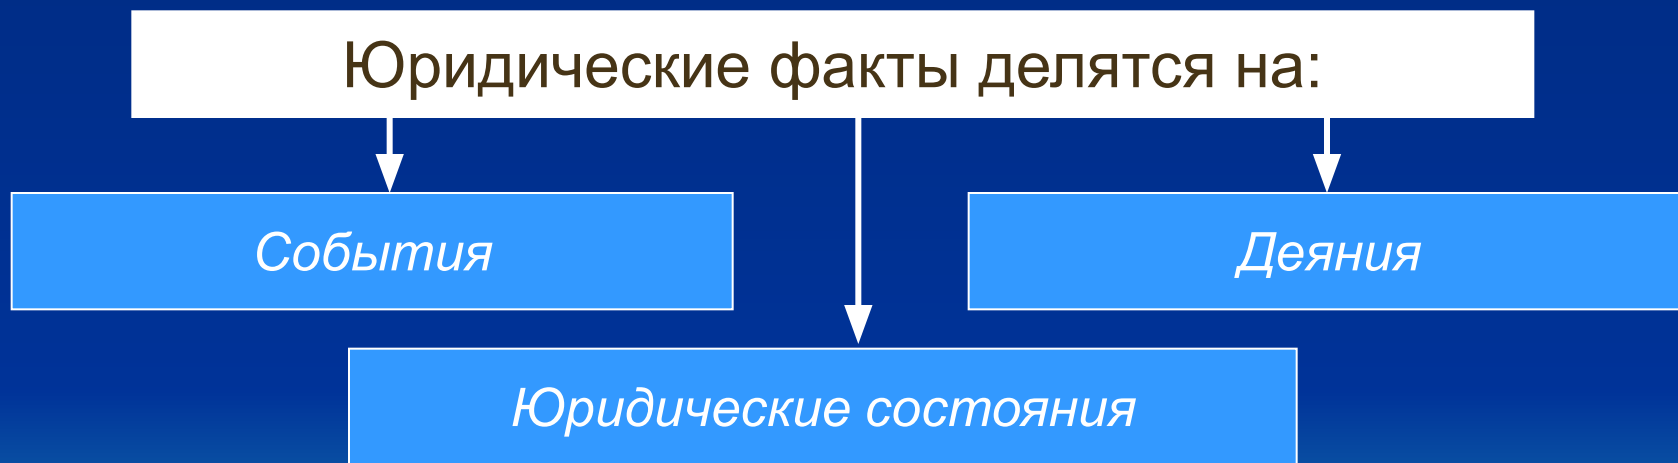 Юридические факты делятся на:
События
Деяния
Юридические состояния